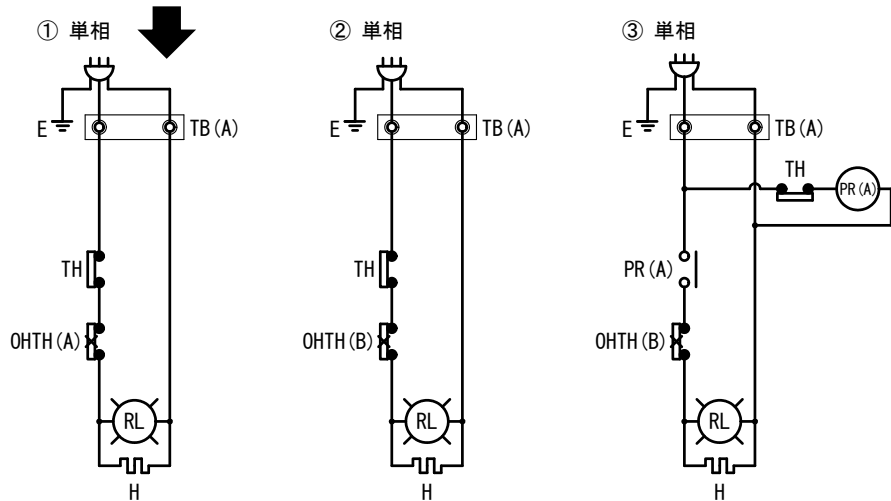 ① 単相
E
TB(A)
TH
OHTH(A)
RL
H
② 単相
E
TB(A)
TH
OHTH(B)
RL
H
③ 単相
E
TB(A)
TH
PR(A)
PR(A)
OHTH(B)
RL
H